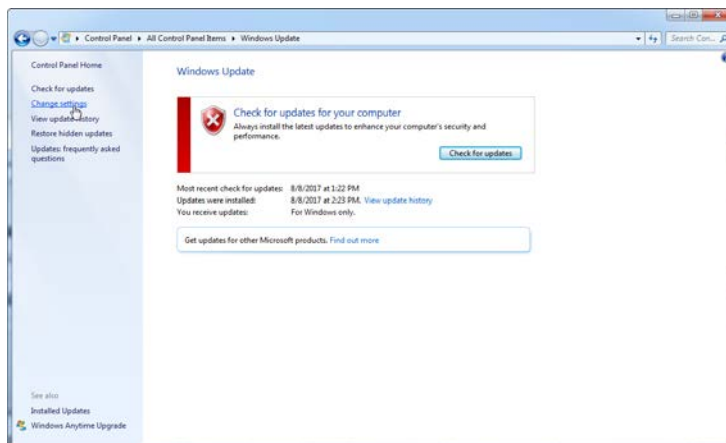 Control Panel ▸ All Control Panel Items ▸ Windows Update
Search Con...
Control Panel Home
Check for updates
Change settings
View update history
Restore hidden updates
Updates: frequently asked
questions
Windows Update
Check for updates for your computer
Always install the latest updates to enhance your computer's security and
performance.
Check for updates
Most recent check for updates: 8/8/2017 at 1:22 PM
Updates were installed: 8/8/2017 at 2:23 PM. View update history
You receive updates: For Windows only.
Get updates for other Microsoft products. Find out more
See also
Installed Updates
Windows Anytime Upgrade